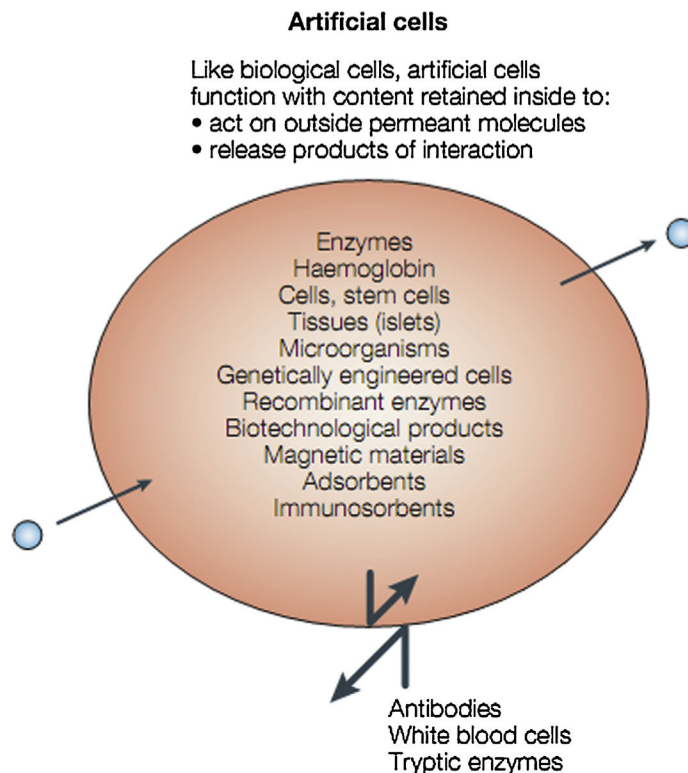 Artificial cells
Like biological cells, artificial cells
function with content retained inside to:
• act on outside permeant molecules
• release products of interaction
Enzymes
Haemoglobin
Cells, stem cells
Tissues (islets)
Microorganisms
Genetically engineered cells
Recombinant enzymes
Biotechnological products
Magnetic materials
Adsorbents
Immunosorbents
Antibodies
White blood cells
Tryptic enzymes